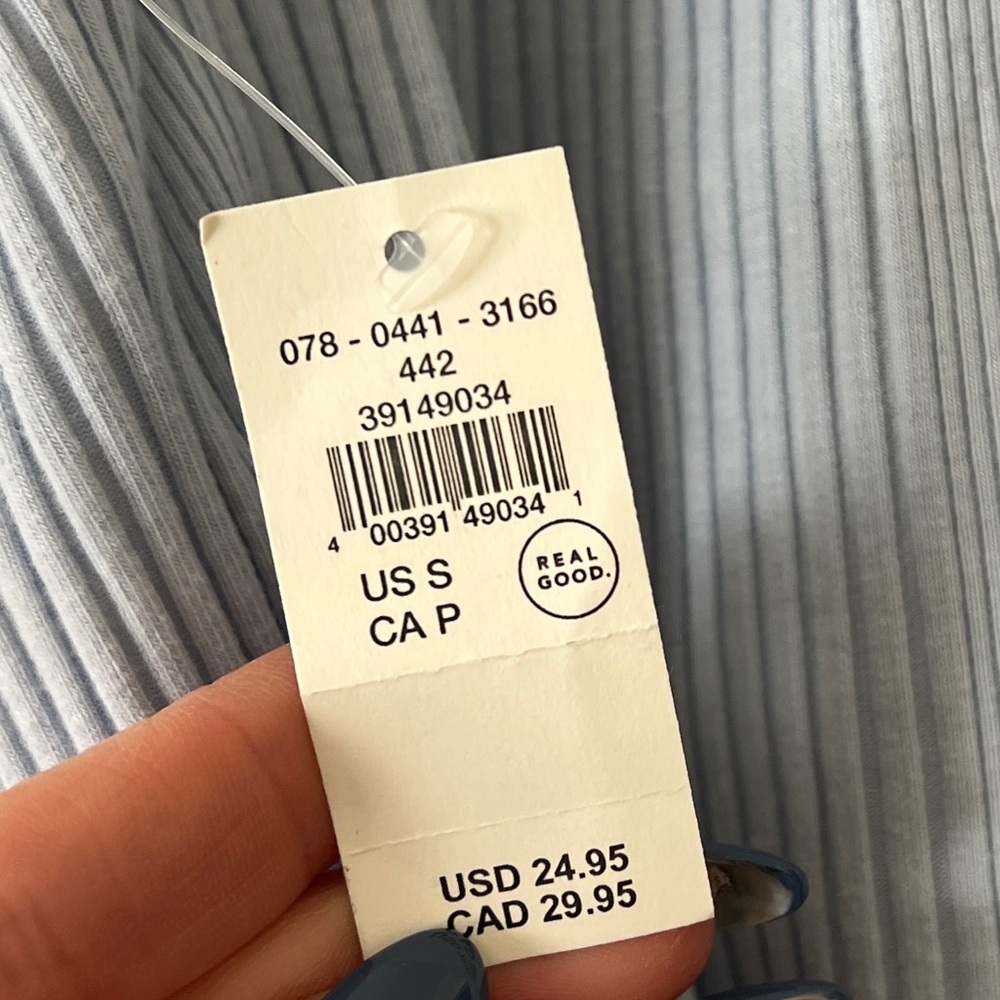 078 - 0441 - 3166
442
39149034
4 00391 49034 1
US S
CA P
REAL
GOOD.
USD 24.95
CAD 29.95